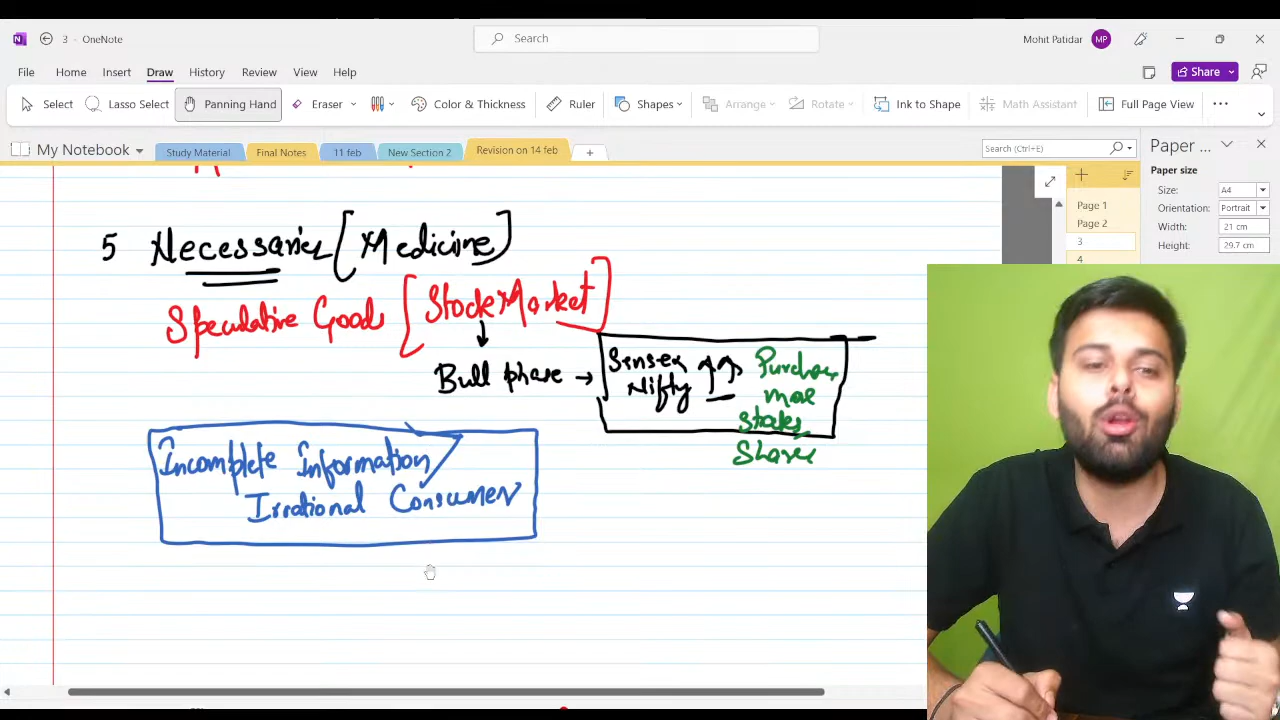 3 - OneNote
Search
Mohit Patidar MP
File Home Insert Draw History Review View Help
Share
Select Lasso Select Panning Hand Eraser Color & Thickness Ruler Shapes Arrange Rotate Ink to Shape Math Assistant Full Page View
My Notebook Study Material Final Notes 11 feb New Section 2 Revision on 14 feb +
Search (Ctrl+E)
Paper ...
Paper size
Size: A4
Orientation: Portrait
Width: 21 cm
Height: 29.7 cm
Page 1
Page 2
3
4
5 Necessaries [Medicine]
Speculative Goods [Stock Market]
Bull phase → Sensex ↑↑
Nifty
Purchase
more
Stocks
Shares
Incomplete Information
Irrational Consumer